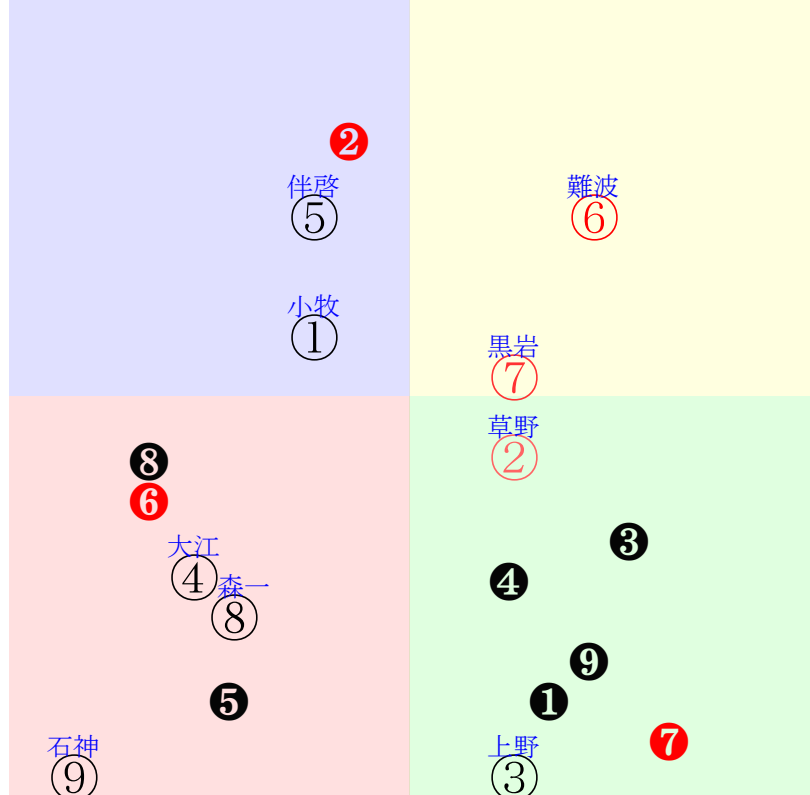 ❷
伴啓
難波
⑤
⑥
小牧
①
黒岩
⑦
草野
②
❽
❻
❸
大江
④
❹
森一
⑧
❾
❺
❶
石神
上野
❼
⑨
③